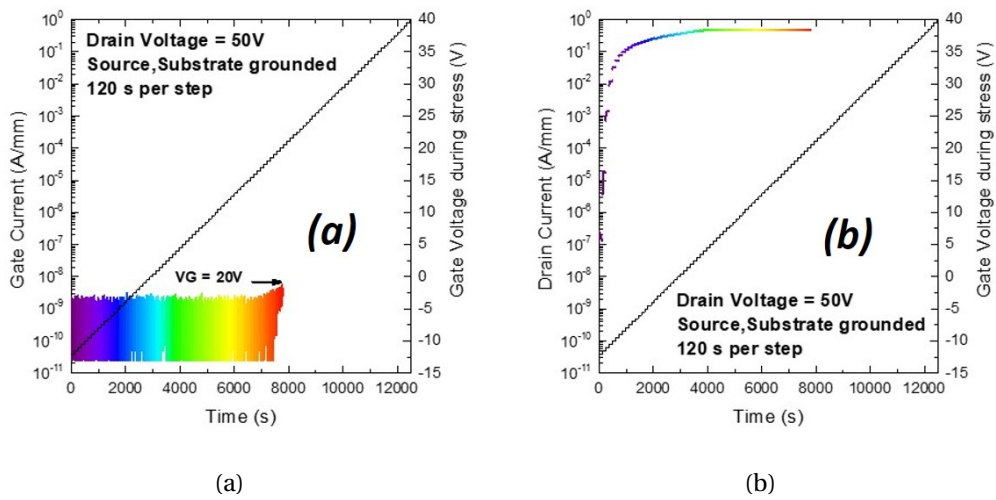 Drain Voltage = 50V
Source,Substrate grounded
120 s per step
(a)
VG = 20V
Gate Current (A/mm)
10⁰
10⁻¹
10⁻²
10⁻³
10⁻⁴
10⁻⁵
10⁻⁶
10⁻⁷
10⁻⁸
10⁻⁹
10⁻¹⁰
10⁻¹¹
0 2000 4000 6000 8000 10000 12000
Time (s)
40
35
30
25
20
15
10
5
0
-5
-10
-15
Gate Voltage during stress (V)
(a)
Drain Current (A/mm)
10⁰
10⁻¹
10⁻²
10⁻³
10⁻⁴
10⁻⁵
10⁻⁶
10⁻⁷
10⁻⁸
10⁻⁹
10⁻¹⁰
10⁻¹¹
(b)
Drain Voltage = 50V
Source,Substrate grounded
120 s per step
0 2000 4000 6000 8000 10000 12000
Time (s)
40
35
30
25
20
15
10
5
0
-5
-10
-15
Gate Voltage during stress (V)
(b)